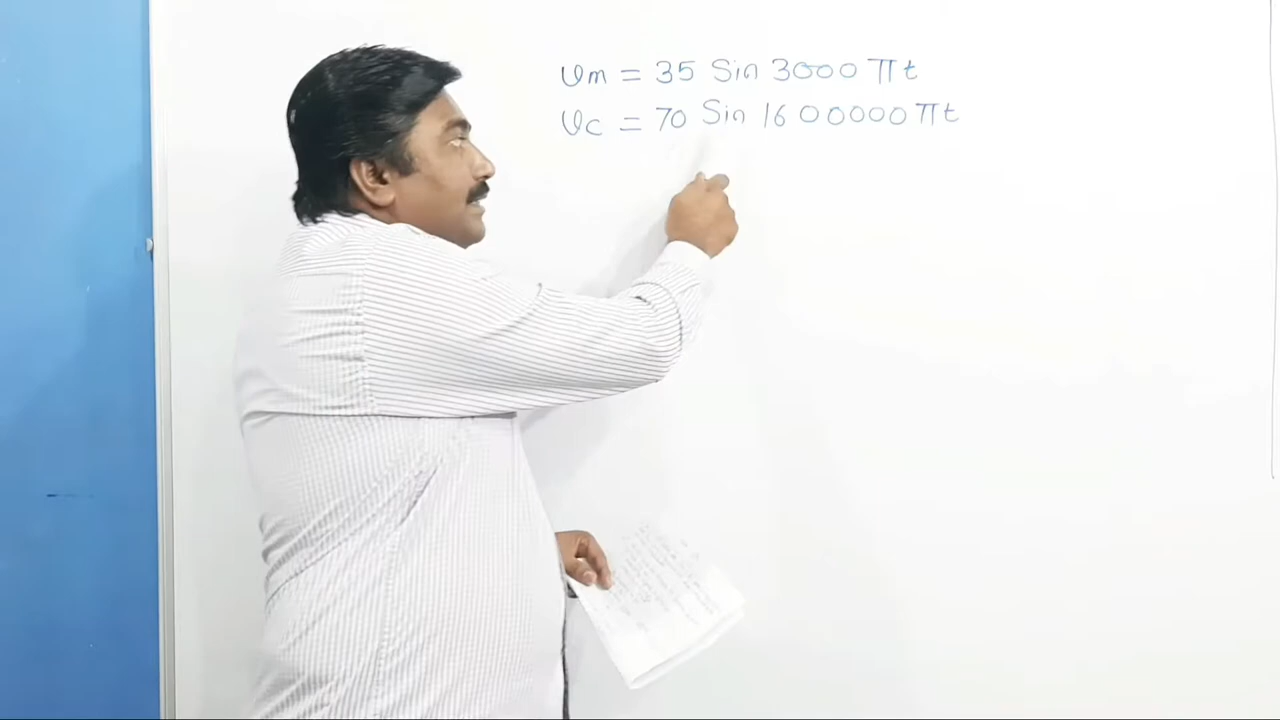 Vm = 35 Sin 3000 π t
Vc = 70 Sin 1600000 π t